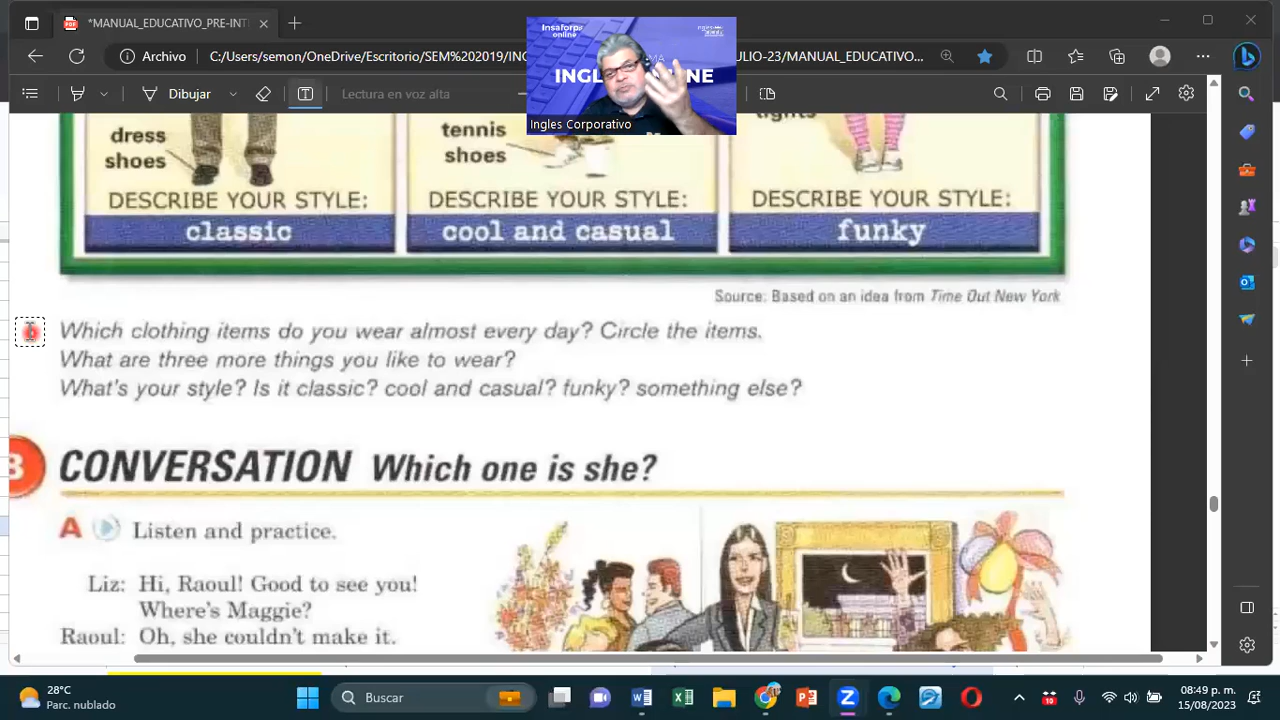 *MANUAL_EDUCATIVO_PRE-INT
Archivo
C:/Users/semon/OneDrive/Escritorio/SEM%202019/
JULIO-23/MANUAL_EDUCATIVO...
Insaforp
online
Ingles Corporativo
Dibujar
Lectura en voz alta
dress
shoes
tennis
shoes
tights
DESCRIBE YOUR STYLE:
DESCRIBE YOUR STYLE:
DESCRIBE YOUR STYLE:
classic
cool and casual
funky
Source: Based on an idea from Time Out New York
Which clothing items do you wear almost every day? Circle the items.
What are three more things you like to wear?
What's your style? Is it classic? cool and casual? funky? something else?
CONVERSATION Which one is she?
A Listen and practice.
Liz: Hi, Raoul! Good to see you!
Where's Maggie?
Raoul: Oh, she couldn't make it.
28°C
Parc. nublado
Buscar
10
08:49 p. m.
15/08/2023